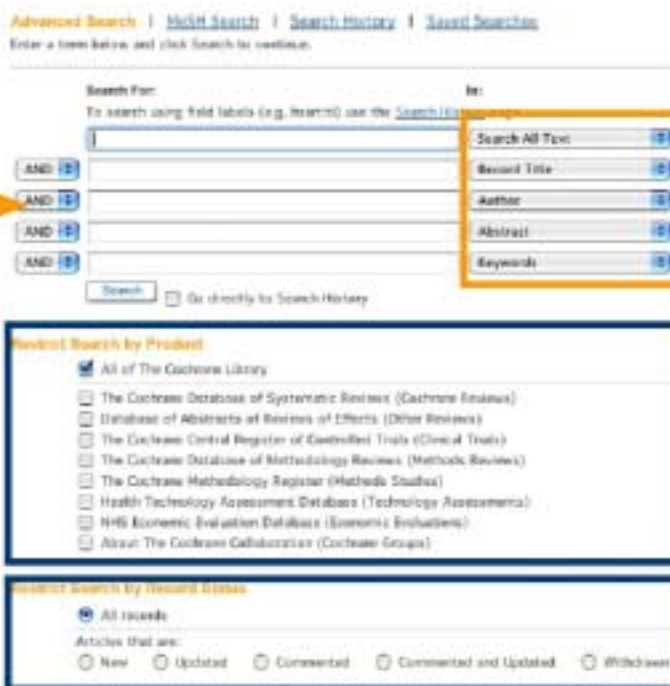 Advanced Search | MeSH Search | Search History | Saved Searches
Enter a term below and click Search to continue.
Search For: In:
To search using field labels (e.g. heart:ti) use the Search History
Search All Text
AND Record Title
AND Author
AND Abstract
AND Keywords
Search Go directly to Search History
Restrict Search by Product
All of The Cochrane Library
The Cochrane Database of Systematic Reviews (Cochrane Reviews)
Database of Abstracts of Reviews of Effects (Other Reviews)
The Cochrane Central Register of Controlled Trials (Clinical Trials)
The Cochrane Database of Methodology Reviews (Methods Reviews)
The Cochrane Methodology Register (Methods Studies)
Health Technology Assessment Database (Technology Assessments)
NHS Economic Evaluation Database (Economic Evaluations)
About The Cochrane Collaboration (Cochrane Groups)
Restrict Search by Record Status
All records
Articles that are:
New Updated Commented Commented and Updated Withdrawn